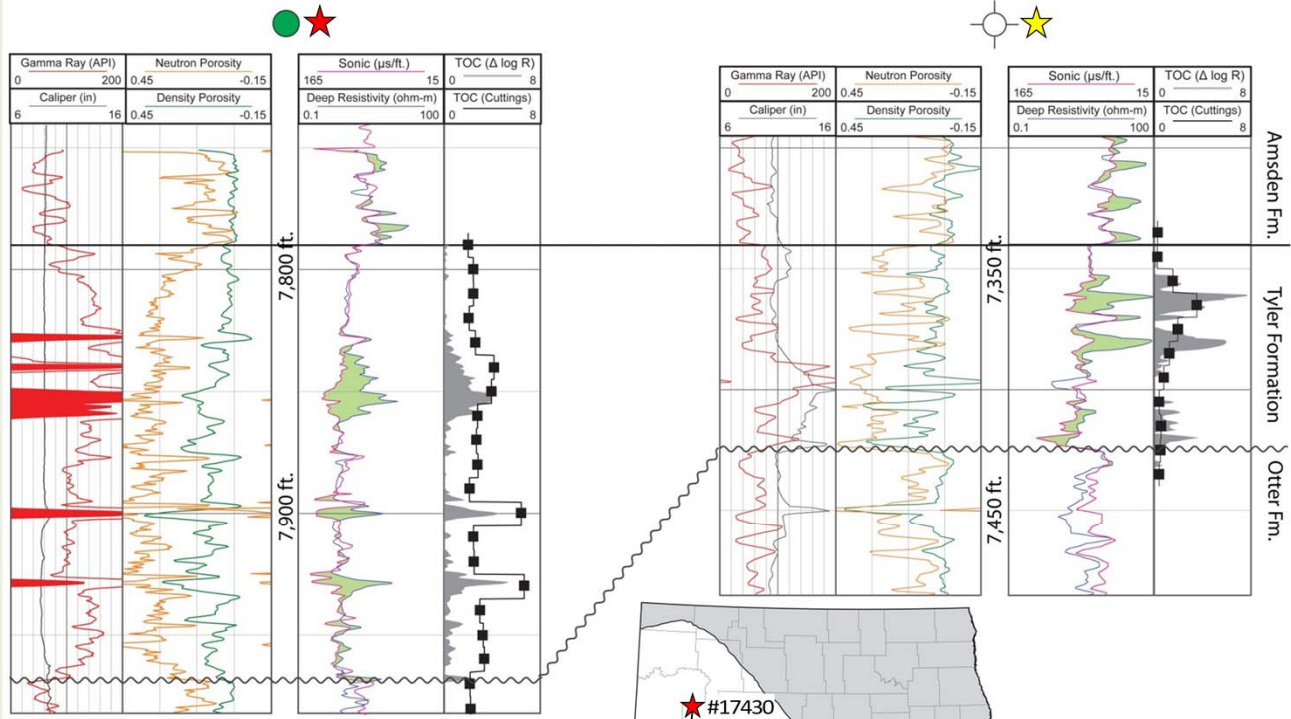 Gamma Ray (API)
0 200
Caliper (in)
6 16
Neutron Porosity
0.45 -0.15
Density Porosity
0.45 -0.15
Sonic (µs/ft.)
165 15
Deep Resistivity (ohm-m)
0.1 100
TOC (Δ log R)
0 8
TOC (Cuttings)
0 8
7,800 ft.
7,900 ft.
Gamma Ray (API)
0 200
Caliper (in)
6 16
Neutron Porosity
0.45 -0.15
Density Porosity
0.45 -0.15
Sonic (µs/ft.)
165 15
Deep Resistivity (ohm-m)
0.1 100
TOC (Δ log R)
0 8
TOC (Cuttings)
0 8
7,350 ft.
7,450 ft.
Amsden Fm.
Tyler Formation
Otter Fm.
#17430